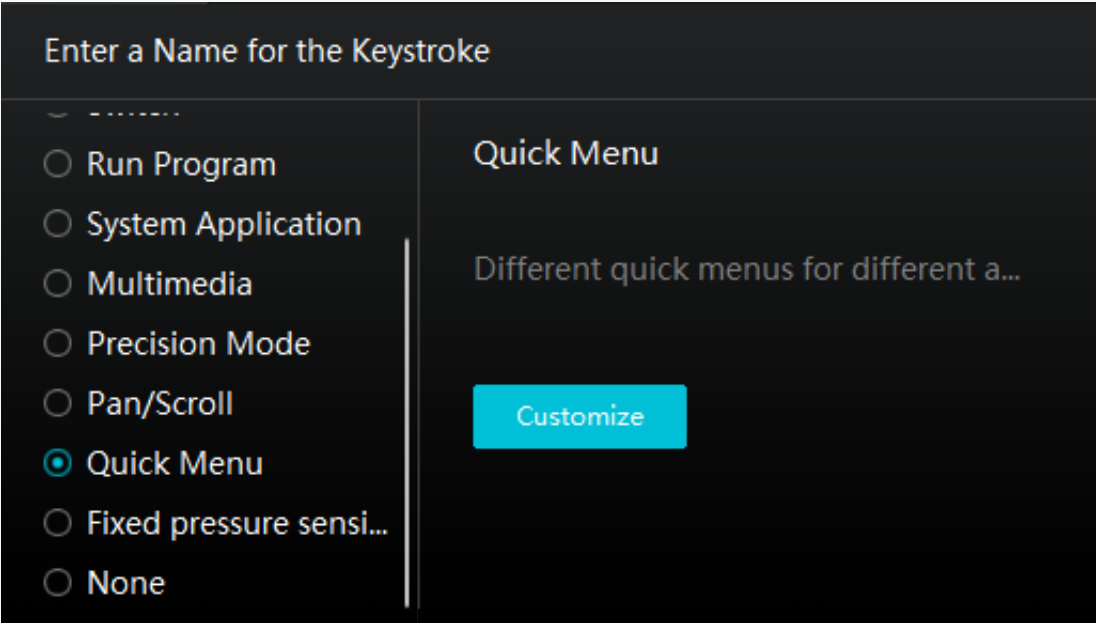 Enter a Name for the Keystroke
Run Program
System Application
Multimedia
Precision Mode
Pan/Scroll
Quick Menu
Fixed pressure sensi...
None
Quick Menu
Different quick menus for different a...
Customize